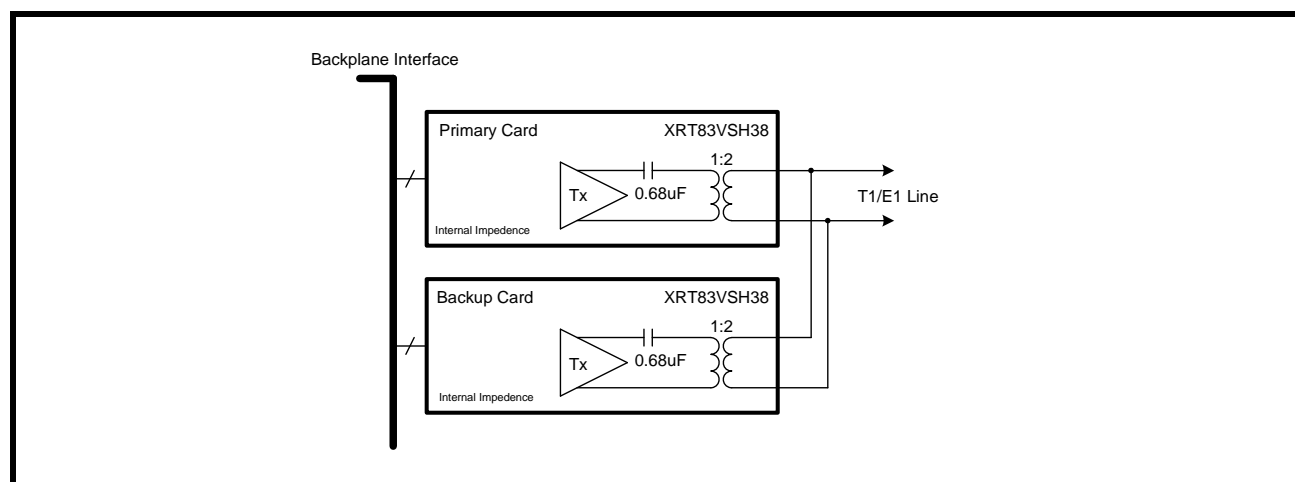 Backplane Interface
Primary Card XRT83VSH38
1:2
Tx 0.68uF
T1/E1 Line
Internal Impedence
Backup Card XRT83VSH38
1:2
Tx 0.68uF
Internal Impedence